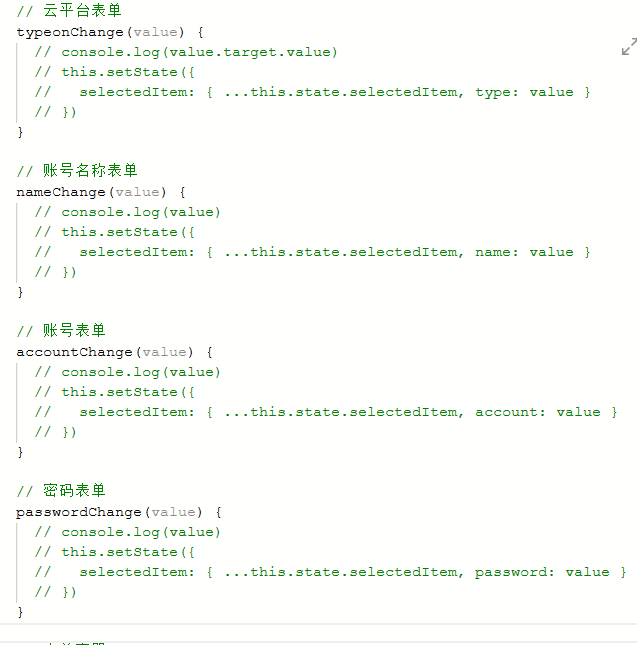 // 云平台表单
typeonChange(value) {
// console.log(value.target.value)
// this.setState({
//   selectedItem: { ...this.state.selectedItem, type: value }
// })
}
// 账号名称表单
nameChange(value) {
// console.log(value)
// this.setState({
//   selectedItem: { ...this.state.selectedItem, name: value }
// })
}
// 账号表单
accountChange(value) {
// console.log(value)
// this.setState({
//   selectedItem: { ...this.state.selectedItem, account: value }
// })
}
// 密码表单
passwordChange(value) {
// console.log(value)
// this.setState({
//   selectedItem: { ...this.state.selectedItem, password: value }
// })
}